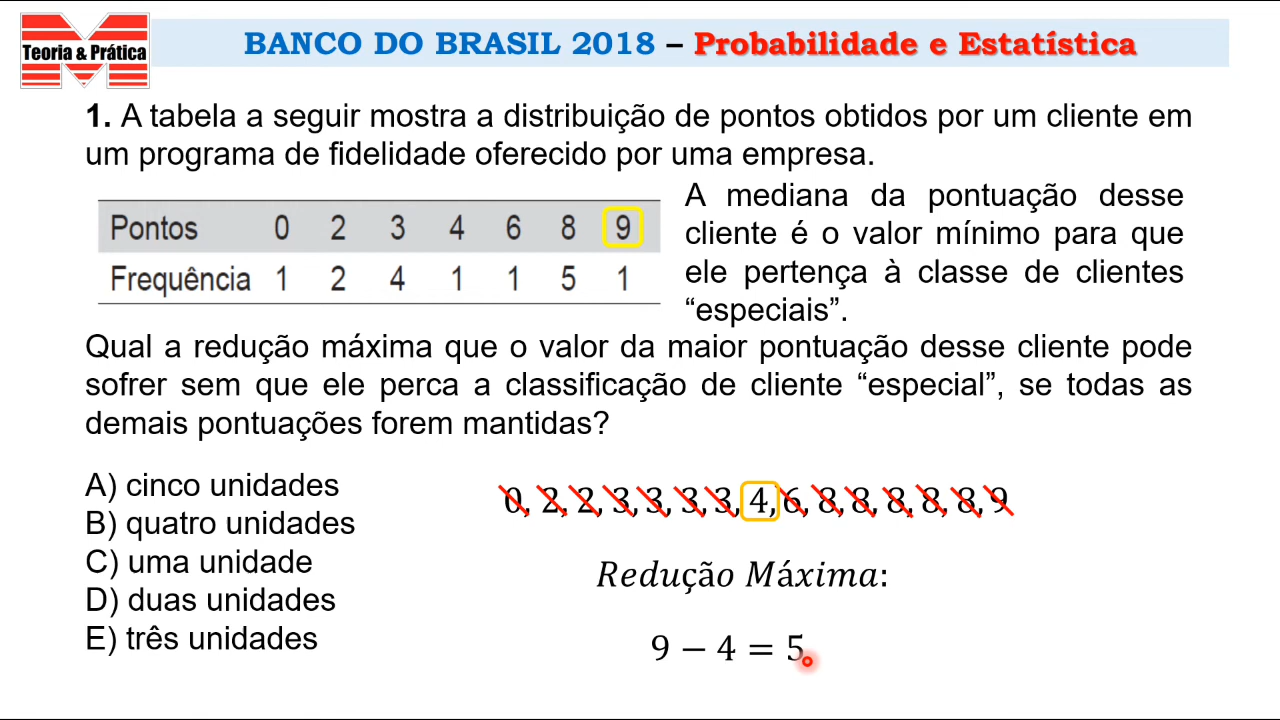 Teoria & Prática
BANCO DO BRASIL 2018 – Probabilidade e Estatística
1. A tabela a seguir mostra a distribuição de pontos obtidos por um cliente em
um programa de fidelidade oferecido por uma empresa.
Pontos 0 2 3 4 6 8 9
Frequência 1 2 4 1 1 5 1
A mediana da pontuação desse
cliente é o valor mínimo para que
ele pertença à classe de clientes
“especiais”.
Qual a redução máxima que o valor da maior pontuação desse cliente pode
sofrer sem que ele perca a classificação de cliente “especial”, se todas as
demais pontuações forem mantidas?
A) cinco unidades
B) quatro unidades
C) uma unidade
D) duas unidades
E) três unidades
0, 2, 2, 3, 3, 3, 3, 4, 6, 8, 8, 8, 8, 8, 9
Redução Máxima:
9 − 4 = 5